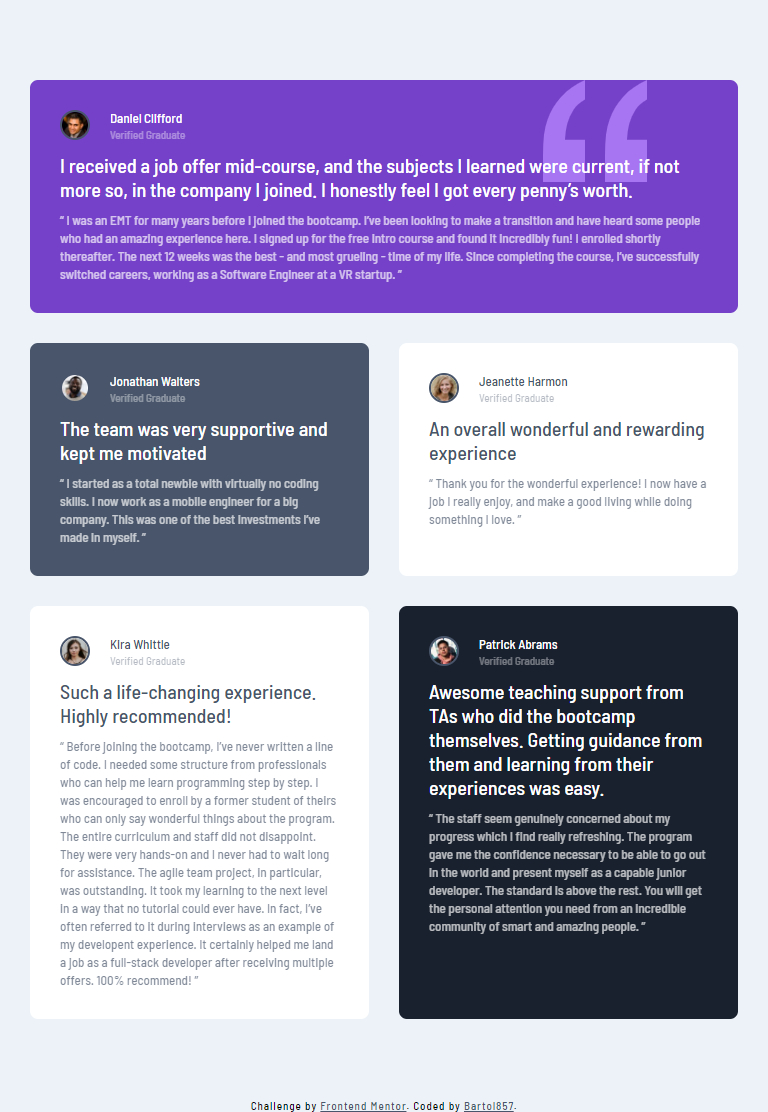 Daniel Clifford
Verified Graduate
I received a job offer mid-course, and the subjects I learned were current, if not
more so, in the company I joined. I honestly feel I got every penny’s worth.
“ I was an EMT for many years before I joined the bootcamp. I’ve been looking to make a transition and have heard some people
who had an amazing experience here. I signed up for the free intro course and found it incredibly fun! I enrolled shortly
thereafter. The next 12 weeks was the best - and most grueling - time of my life. Since completing the course, I’ve successfully
switched careers, working as a Software Engineer at a VR startup. ”
Jonathan Walters
Verified Graduate
The team was very supportive and
kept me motivated
“ I started as a total newbie with virtually no coding
skills. I now work as a mobile engineer for a big
company. This was one of the best investments I’ve
made in myself. ”
Jeanette Harmon
Verified Graduate
An overall wonderful and rewarding
experience
“ Thank you for the wonderful experience! I now have a
job I really enjoy, and make a good living while doing
something I love. ”
Kira Whittle
Verified Graduate
Such a life-changing experience.
Highly recommended!
“ Before joining the bootcamp, I’ve never written a line
of code. I needed some structure from professionals
who can help me learn programming step by step. I
was encouraged to enroll by a former student of theirs
who can only say wonderful things about the program.
The entire curriculum and staff did not disappoint.
They were very hands-on and I never had to wait long
for assistance. The agile team project, in particular,
was outstanding. It took my learning to the next level
in a way that no tutorial could ever have. In fact, I’ve
often referred to it during interviews as an example of
my developent experience. It certainly helped me land
a job as a full-stack developer after receiving multiple
offers. 100% recommend! ”
Patrick Abrams
Verified Graduate
Awesome teaching support from
TAs who did the bootcamp
themselves. Getting guidance from
them and learning from their
experiences was easy.
“ The staff seem genuinely concerned about my
progress which I find really refreshing. The program
gave me the confidence necessary to be able to go out
in the world and present myself as a capable junior
developer. The standard is above the rest. You will get
the personal attention you need from an incredible
community of smart and amazing people. ”
Challenge by Frontend Mentor. Coded by Bartol857.